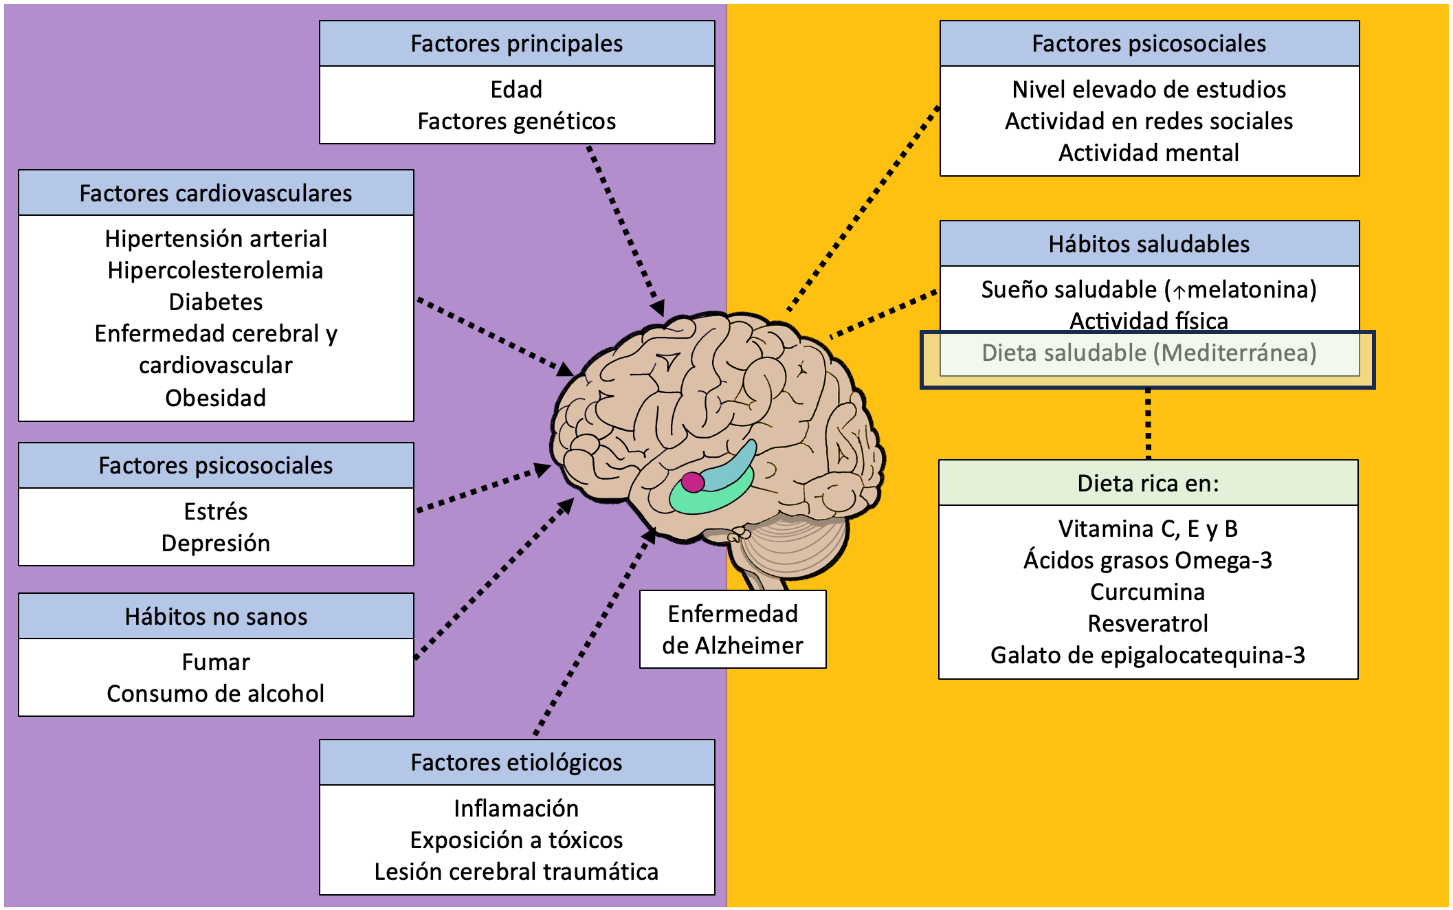 Factores principales
Edad
Factores genéticos
Factores cardiovasculares
Hipertensión arterial
Hipercolesterolemia
Diabetes
Enfermedad cerebral y
cardiovascular
Obesidad
Factores psicosociales
Estrés
Depresión
Hábitos no sanos
Fumar
Consumo de alcohol
Factores etiológicos
Inflamación
Exposición a tóxicos
Lesión cerebral traumática
Enfermedad
de Alzheimer
Factores psicosociales
Nivel elevado de estudios
Actividad en redes sociales
Actividad mental
Hábitos saludables
Sueño saludable (↑melatonina)
Actividad física
Dieta saludable (Mediterránea)
Dieta rica en:
Vitamina C, E y B
Ácidos grasos Omega-3
Curcumina
Resveratrol
Galato de epigalocatequina-3